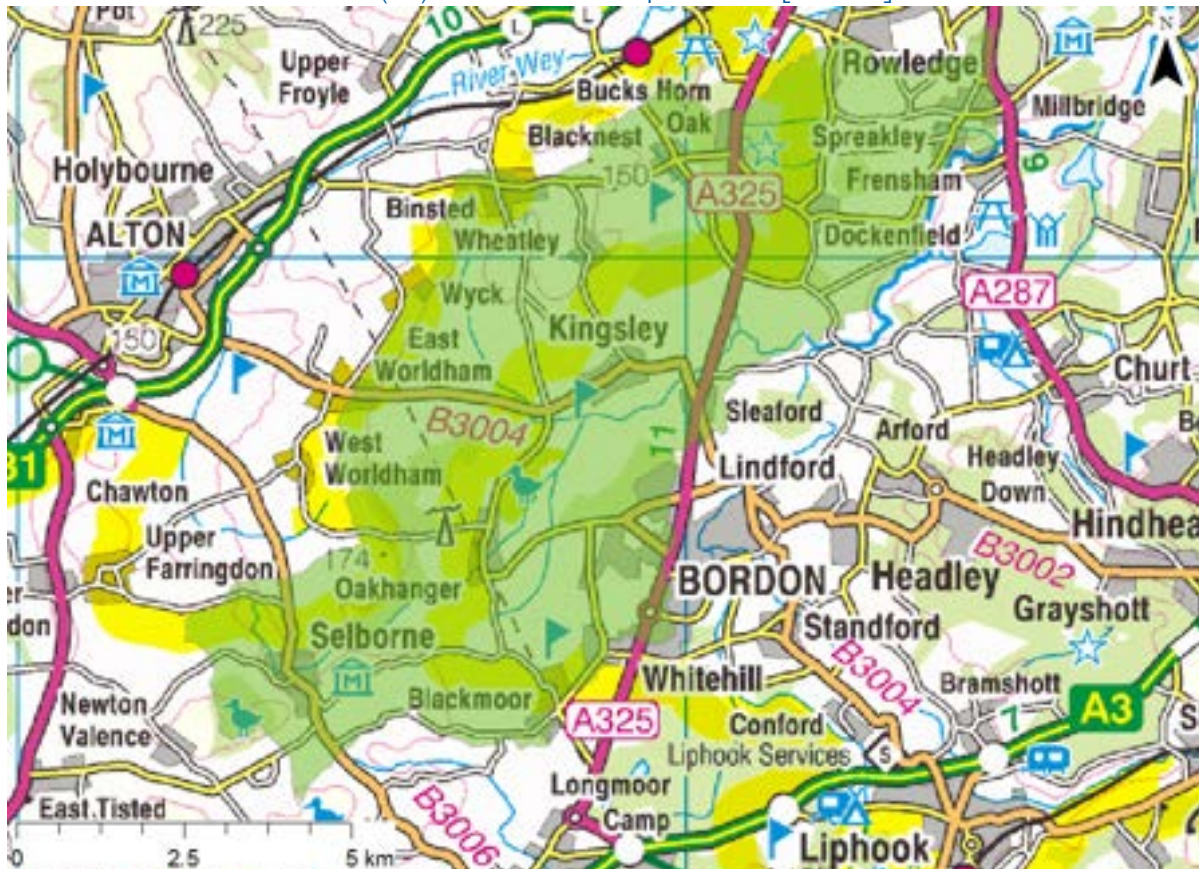 10
L
L
225
Upper
Froyle
River Wey
Bucks Horn
Oak
Rowledge
N
Millbridge
Blacknest
Spreakley
9
Holybourne
150
A325
Frensham
Binsted
ALTON
M
Wheatley
Dockenfield
Wyck
A287
150
East
Worldham
Kingsley
Churt
M
B3004
Sleaford
Arford
11
West
Worldham
Lindford
Headley
Down
31
Chawton
Hindhea
Upper
Farringdon
174
Oakhanger
BORDON
Headley
B3002
Grayshott
don
Selborne
Standford
M
Whitehill
B3004
Bramshott
Newton
Valence
Blackmoor
A325
Conford
7
A3
Liphook Services
S
East Tisted
Longmoor
Camp
B3006
Liphook
0
2.5
5 km